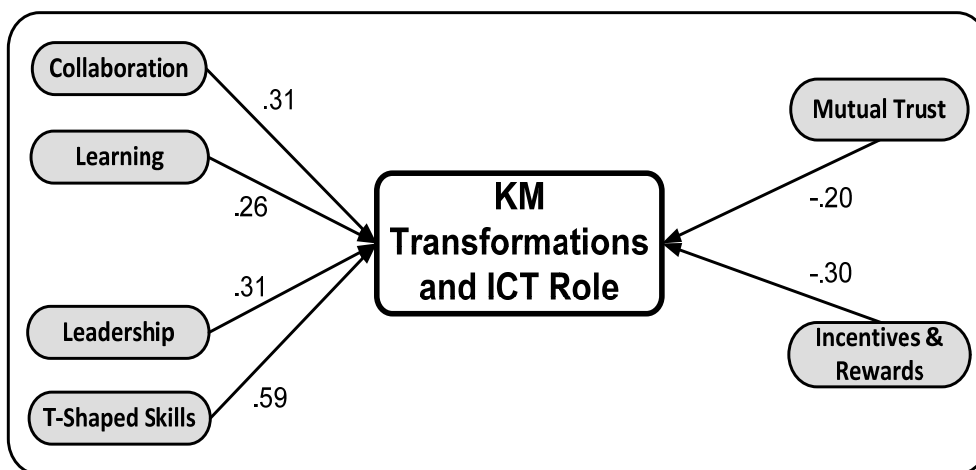 Collaboration
.31
Learning
.26
Leadership
.31
T-Shaped Skills
.59
KM
Transformations
and ICT Role
Mutual Trust
-.20
-.30
Incentives &
Rewards